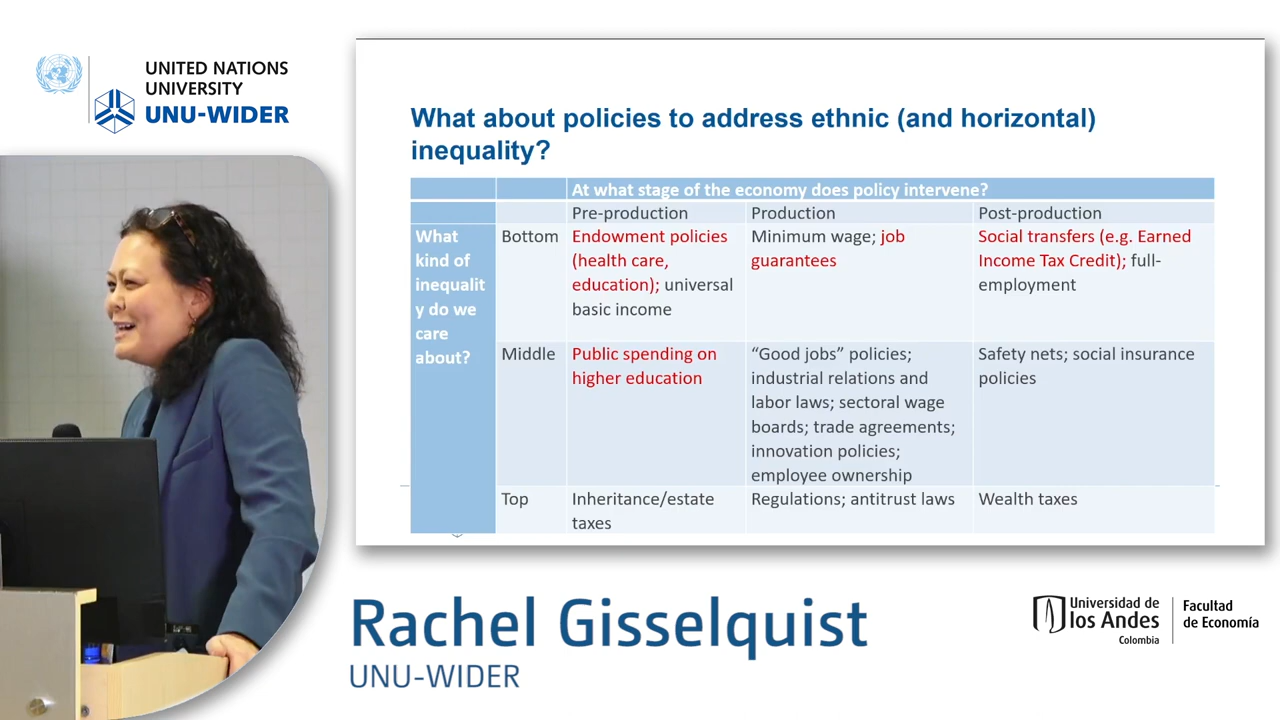 UNITED NATIONS
UNIVERSITY
UNU-WIDER
What about policies to address ethnic (and horizontal)
inequality?
At what stage of the economy does policy intervene?
Pre-production
Production
Post-production
What
kind of
inequalit
y do we
care
about?
Bottom
Endowment policies
(health care,
education); universal
basic income
Minimum wage; job
guarantees
Social transfers (e.g. Earned
Income Tax Credit); full-
employment
Middle
Public spending on
higher education
“Good jobs” policies;
industrial relations and
labor laws; sectoral wage
boards; trade agreements;
innovation policies;
employee ownership
Safety nets; social insurance
policies
Top
Inheritance/estate
taxes
Regulations; antitrust laws
Wealth taxes
Rachel Gisselquist
UNU-WIDER
Universidad de
los Andes
Colombia
Facultad
de Economía